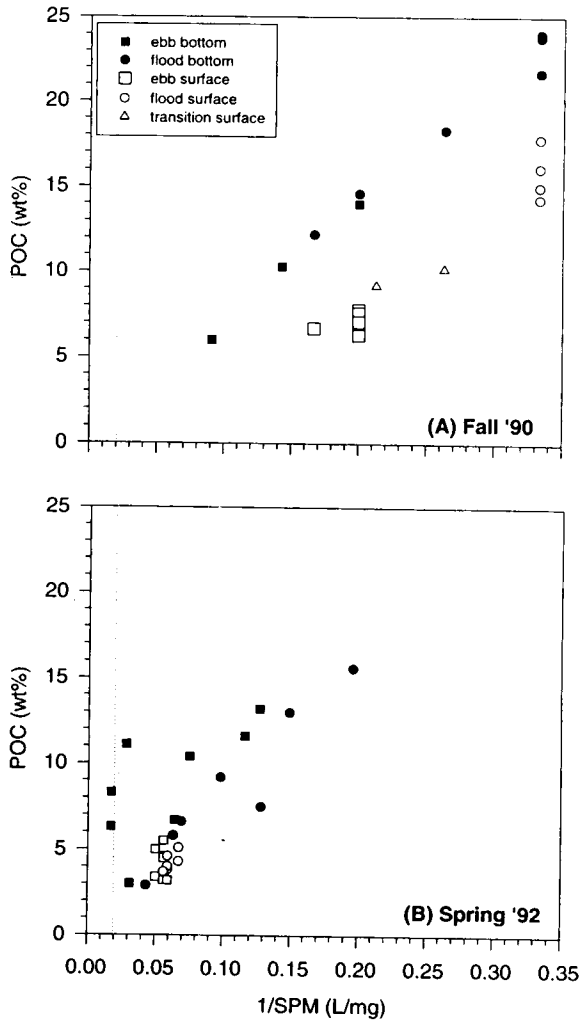 25
20
15
10
5
0
POC (wt%)
ebb bottom
flood bottom
ebb surface
flood surface
transition surface
(A) Fall '90
25
20
15
10
5
0
POC (wt%)
(B) Spring '92
0.00 0.05 0.10 0.15 0.20 0.25 0.30 0.35
1/SPM (L/mg)